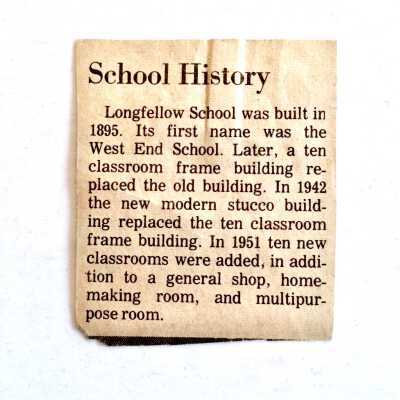 School History
Longfellow School was built in
1895. Its first name was the
West End School. Later, a ten
classroom frame building re-
placed the old building. In 1942
the new modern stucco build-
ing replaced the ten classroom
frame building. In 1951 ten new
classrooms were added, in addi-
tion to a general shop, home-
making room, and multipur-
pose room.